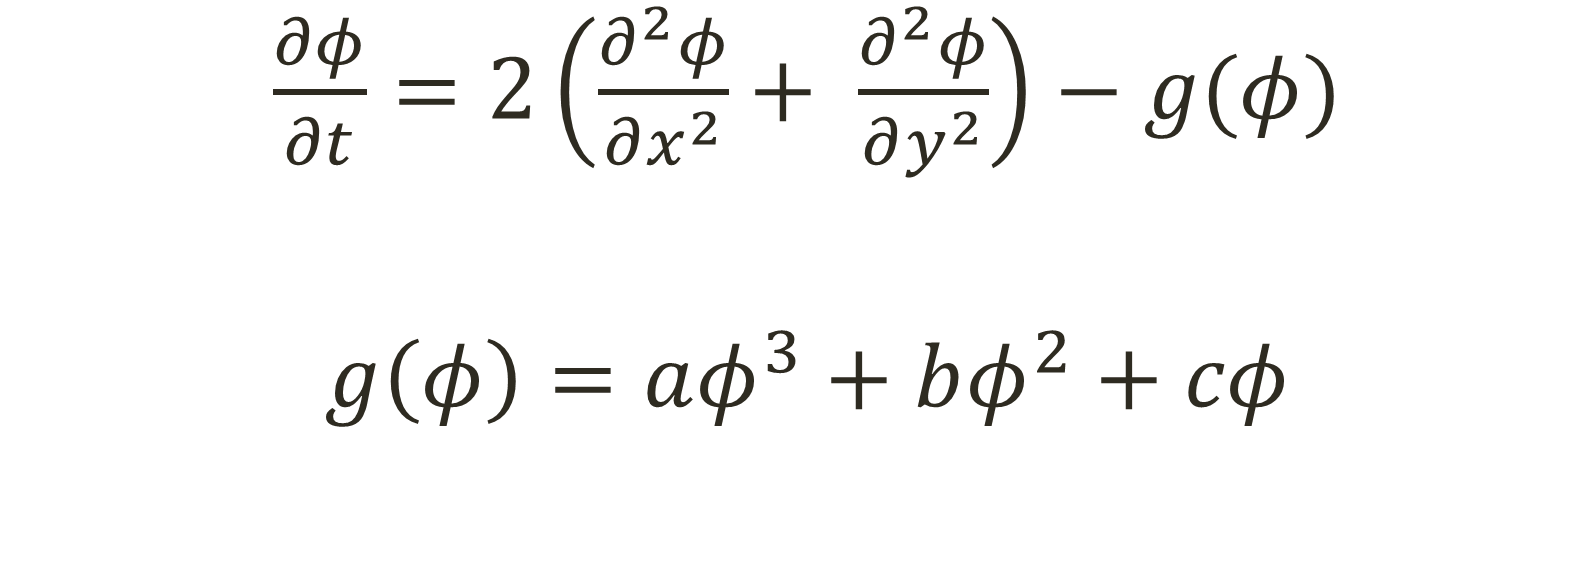 ∂ϕ/∂t = 2(∂²ϕ/∂x² + ∂²ϕ/∂y²) − g(ϕ)
g(ϕ) = aϕ³ + bϕ² + cϕ